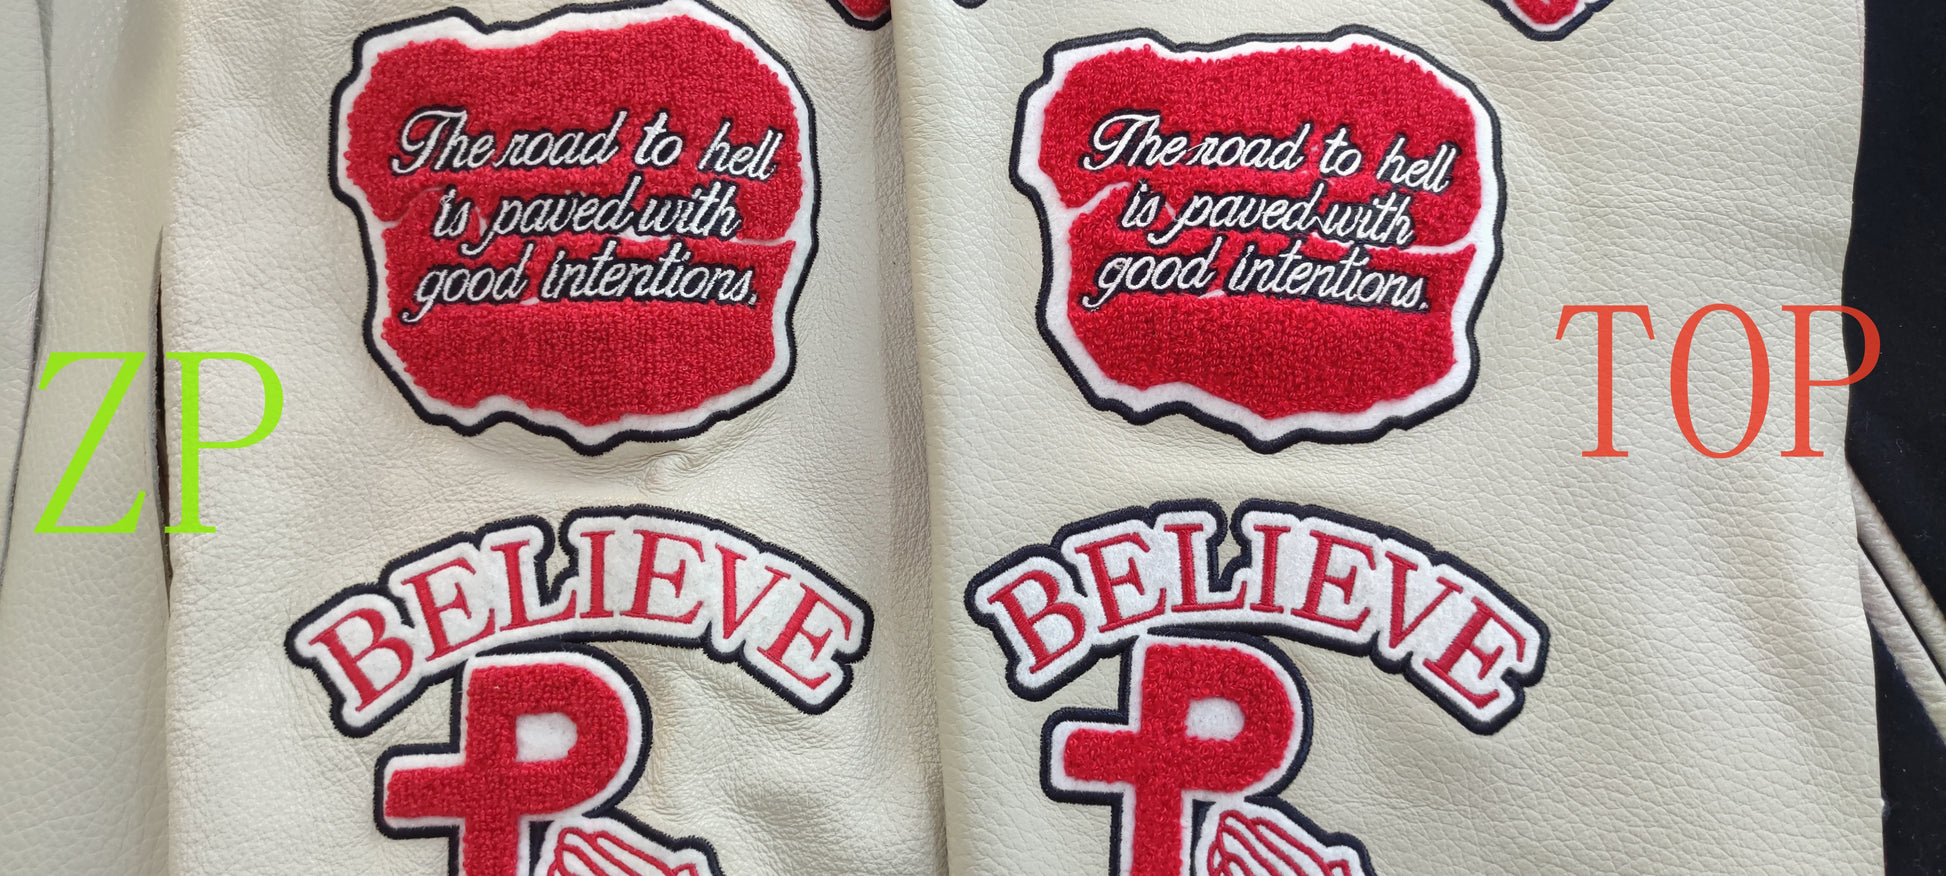 The road to hell
is paved with
good intentions.
BELIEVE
ZP
The road to hell
is paved with
good intentions.
BELIEVE
TOP